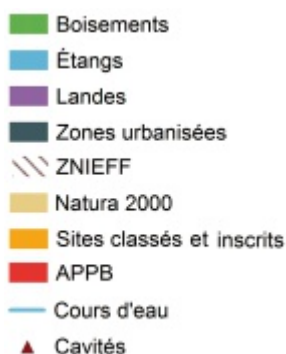 Boisements
Étangs
Landes
Zones urbanisées
ZNIEFF
Natura 2000
Sites classés et inscrits
APPB
Cours d'eau
Cavités